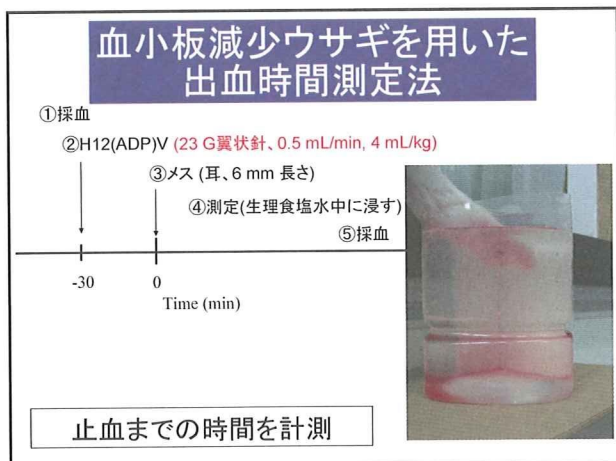 血小板減少ウサギを用いた
出血時間測定法
①採血
②H12(ADP)V (23 G翼状針、0.5 mL/min, 4 mL/kg)
③メス (耳、6 mm 長さ)
④測定(生理食塩水中に浸す)
⑤採血
-30
0
Time (min)
止血までの時間を計測